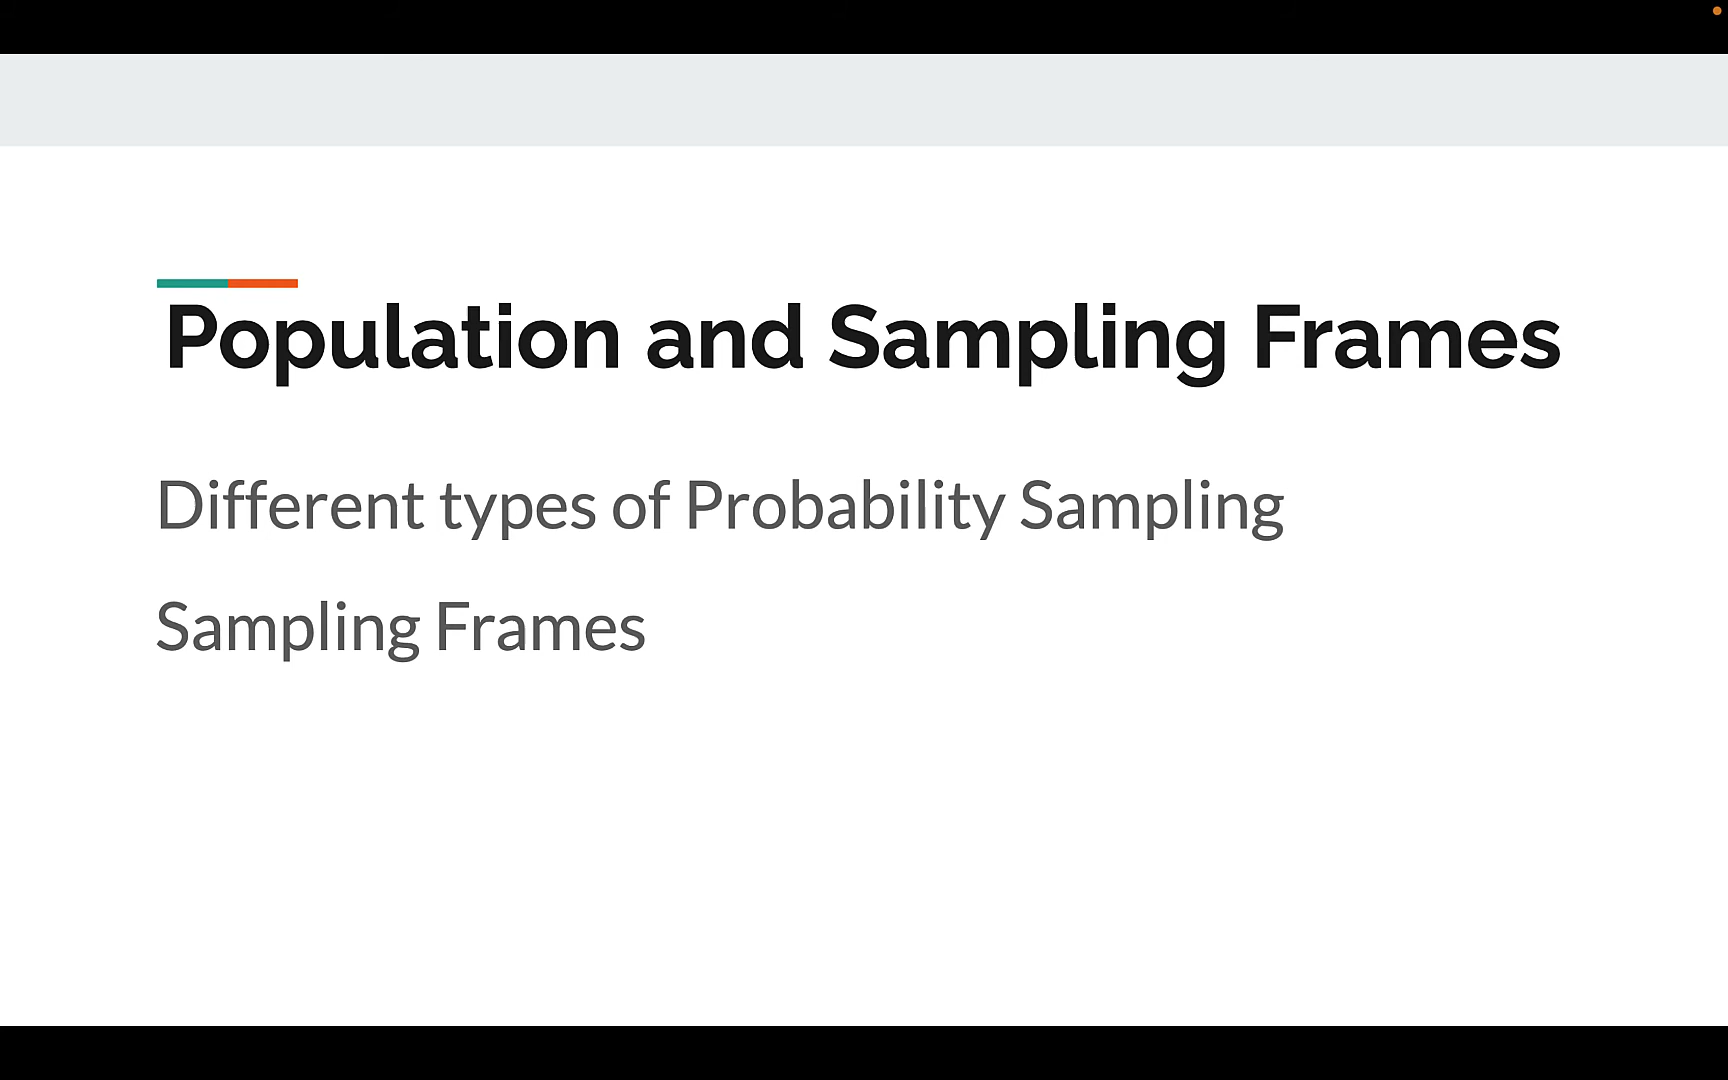 Population and Sampling Frames
Different types of Probability Sampling
Sampling Frames